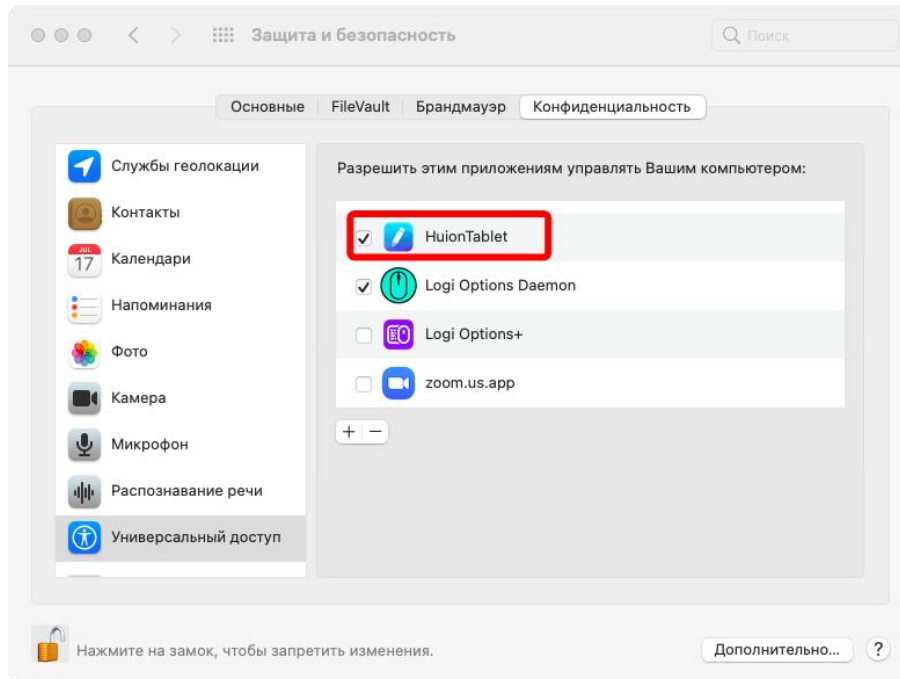 Защита и безопасность
Поиск
Основные
FileVault
Брандмауэр
Конфиденциальность
Службы геолокации
Контакты
JUL
17
Календари
Напоминания
Фото
Камера
Микрофон
Распознавание речи
Универсальный доступ
Разрешить этим приложениям управлять Вашим компьютером:
HuionTablet
Logi Options Daemon
Logi Options+
zoom.us.app
+ −
Нажмите на замок, чтобы запретить изменения.
Дополнительно...
?